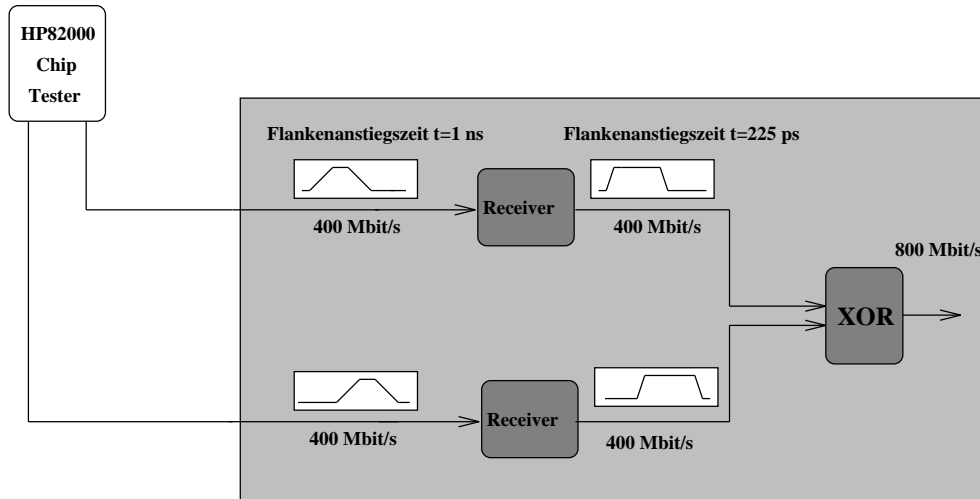 HP82000
Chip
Tester
Flankenanstiegszeit t=1 ns
Flankenanstiegszeit t=225 ps
Receiver
400 Mbit/s
400 Mbit/s
800 Mbit/s
XOR
Receiver
400 Mbit/s
400 Mbit/s